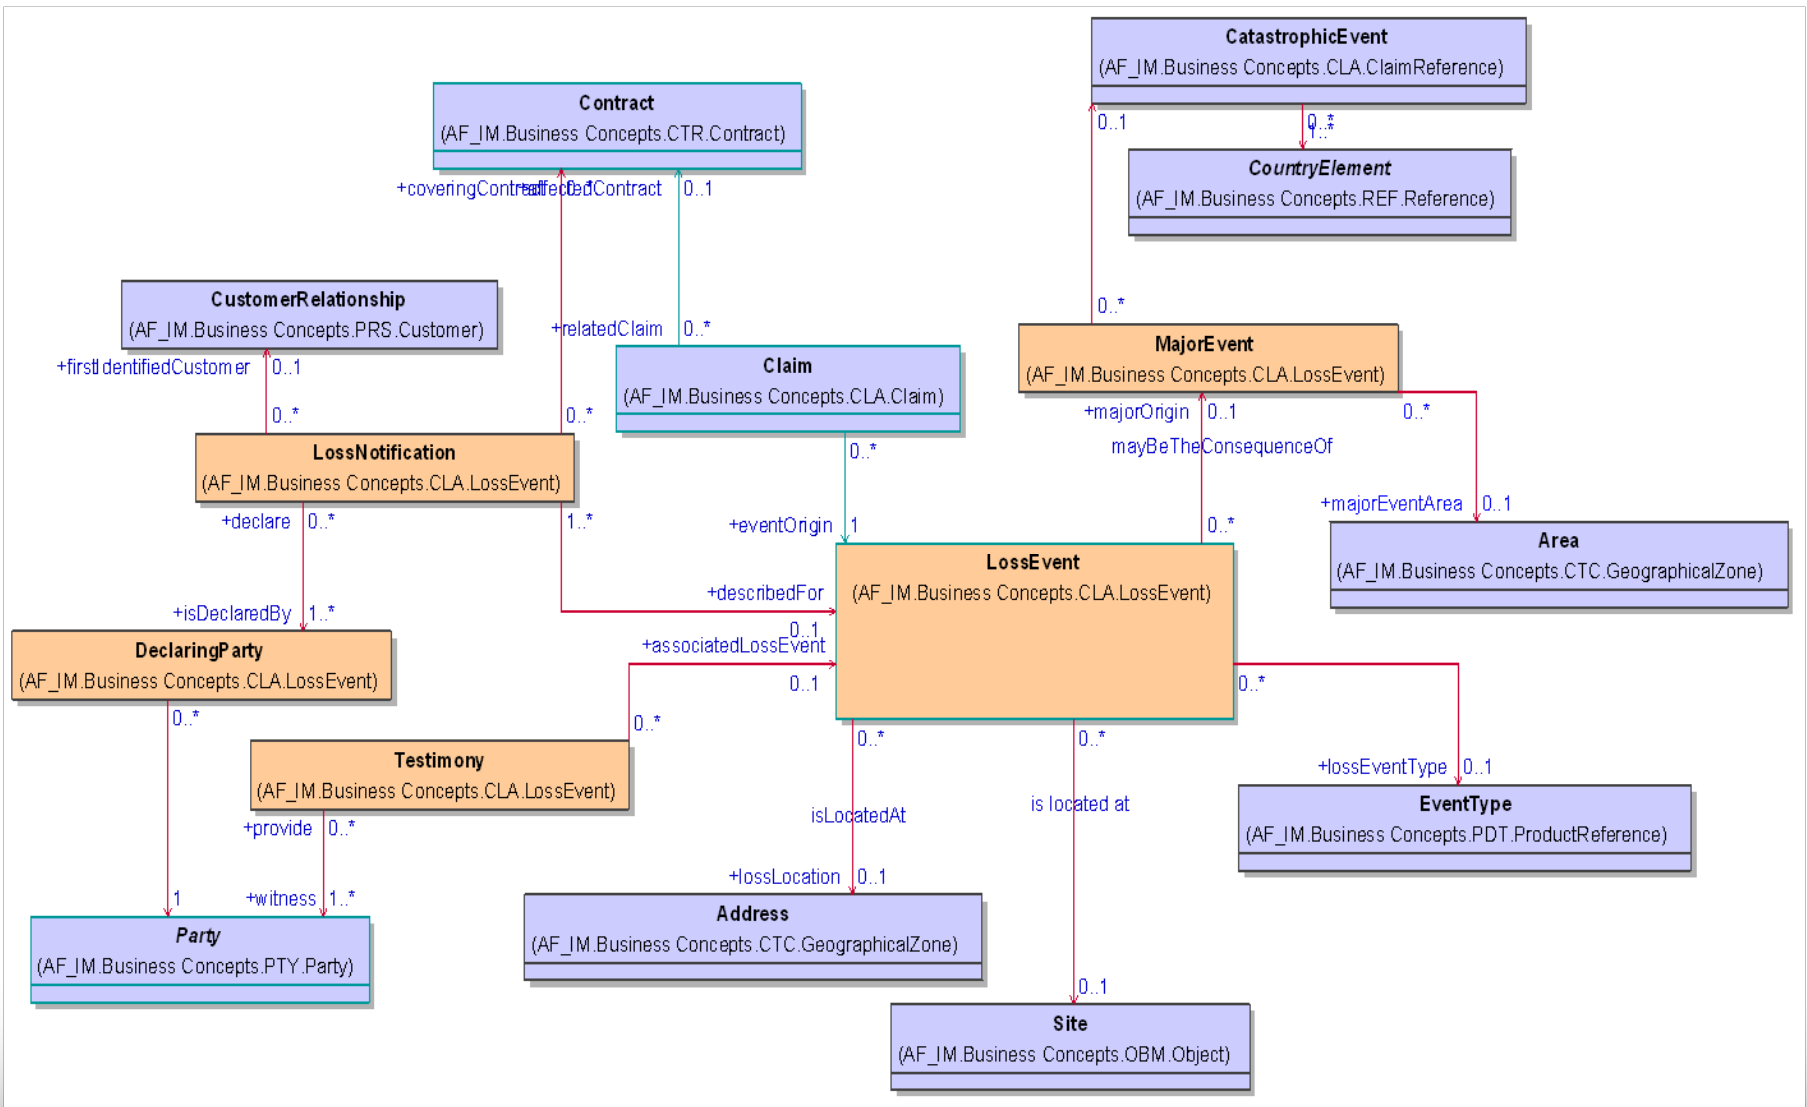 CatastrophicEvent
(AF_IM.Business Concepts.CLA.ClaimReference)
0..1
0..*
1..*
Contract
(AF_IM.Business Concepts.CTR.Contract)
CountryElement
(AF_IM.Business Concepts.REF.Reference)
+coveringContract
0..*
+affectedContract
0..1
CustomerRelationship
(AF_IM.Business Concepts.PRS.Customer)
0..*
+relatedClaim
0..*
MajorEvent
(AF_IM.Business Concepts.CLA.LossEvent)
+firstIdentifiedCustomer
0..1
Claim
(AF_IM.Business Concepts.CLA.Claim)
0..*
0..*
+majorOrigin
0..1
0..*
LossNotification
(AF_IM.Business Concepts.CLA.LossEvent)
0..*
mayBeTheConsequenceOf
+declare
0..*
1..*
+eventOrigin
1
0..*
+majorEventArea
0..1
Area
(AF_IM.Business Concepts.CTC.GeographicalZone)
LossEvent
(AF_IM.Business Concepts.CLA.LossEvent)
+describedFor
0..1
+isDeclaredBy
1..*
+associatedLossEvent
0..1
DeclaringParty
(AF_IM.Business Concepts.CLA.LossEvent)
0..*
0..*
0..*
0..*
0..*
Testimony
(AF_IM.Business Concepts.CLA.LossEvent)
+lossEventType
0..1
EventType
(AF_IM.Business Concepts.PDT.ProductReference)
isLocatedAt
is located at
+provide
0..*
+lossLocation
0..1
1
+witness
1..*
Party
(AF_IM.Business Concepts.PTY.Party)
Address
(AF_IM.Business Concepts.CTC.GeographicalZone)
0..1
Site
(AF_IM.Business Concepts.OBM.Object)